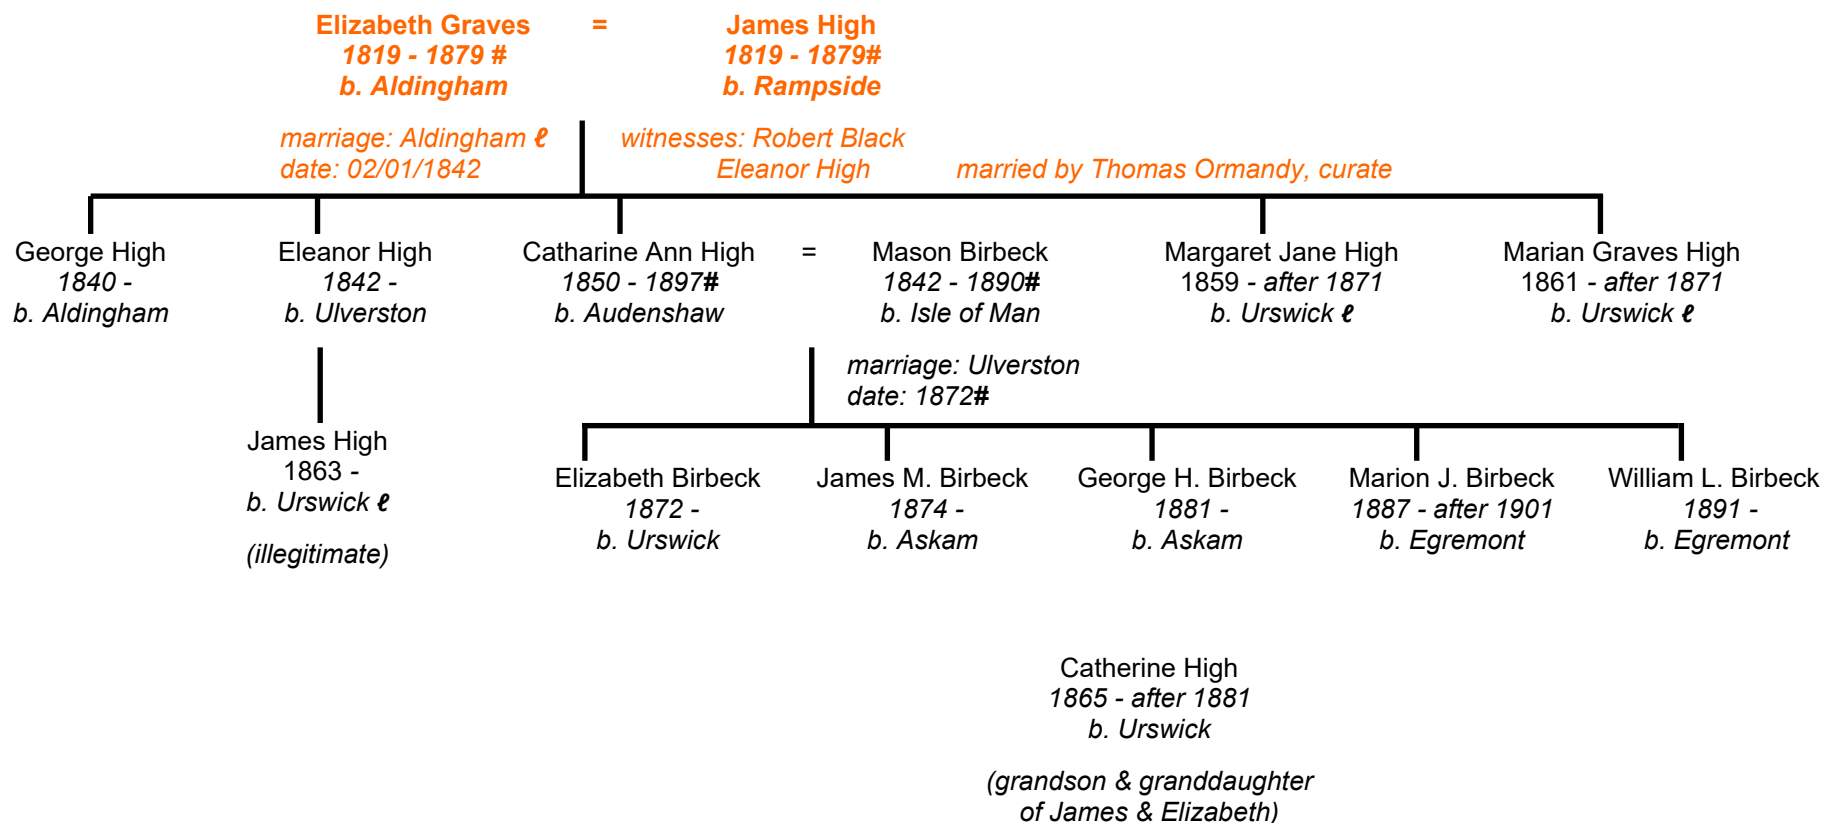 Elizabeth Graves = James High
1819 - 1879 # 1819 - 1879#
b. Aldingham b. Rampside
marriage: Aldingham ℓ witnesses: Robert Black
date: 02/01/1842 Eleanor High married by Thomas Ormandy, curate
George High Eleanor High Catharine Ann High = Mason Birbeck Margaret Jane High Marian Graves High
1840 - 1842 - 1850 - 1897# 1842 - 1890# 1859 - after 1871 1861 - after 1871
b. Aldingham b. Ulverston b. Audenshaw b. Isle of Man b. Urswick ℓ b. Urswick ℓ
marriage: Ulverston
date: 1872#
James High
1863 -
b. Urswick ℓ
(illegitimate)
Elizabeth Birbeck James M. Birbeck George H. Birbeck Marion J. Birbeck William L. Birbeck
1872 - 1874 - 1881 - 1887 - after 1901 1891 -
b. Urswick b. Askam b. Askam b. Egremont b. Egremont
Catherine High
1865 - after 1881
b. Urswick
(grandson & granddaughter
of James & Elizabeth)